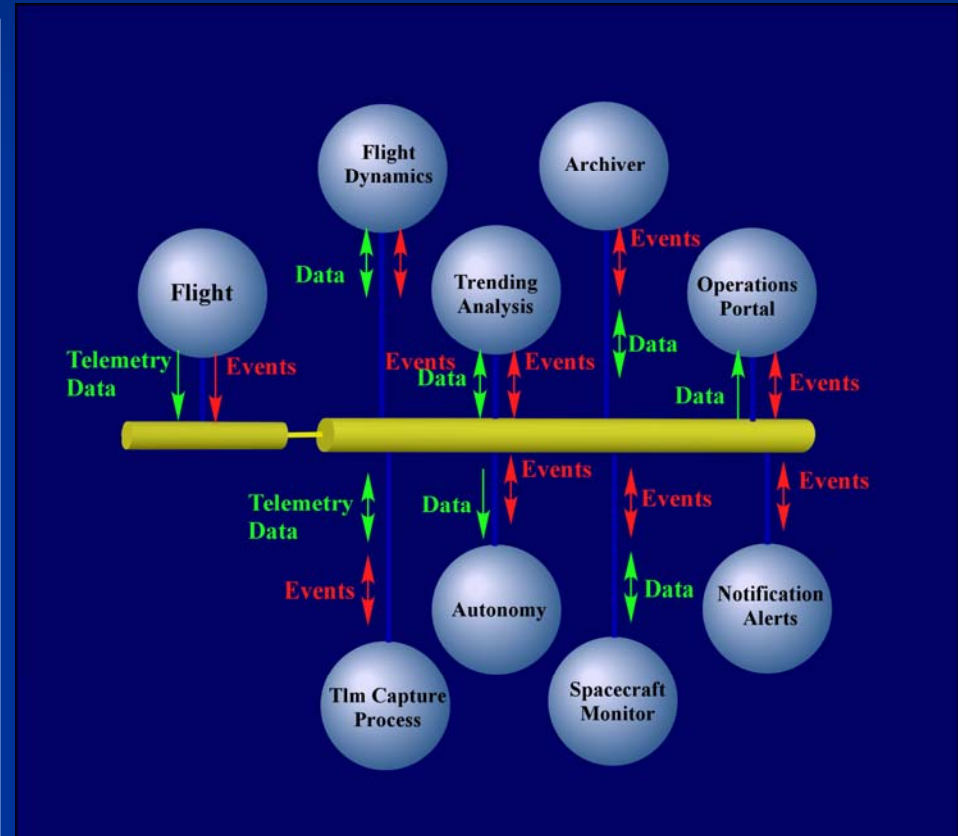 Flight
Dynamics
Archiver
Events
Flight
Data
Trending
Analysis
Operations
Portal
Data
Telemetry
Data
Events
Events
Data
Events
Data
Events
Telemetry
Data
Data
Events
Events
Events
Events
Autonomy
Data
Notification
Alerts
Tlm Capture
Process
Spacecraft
Monitor